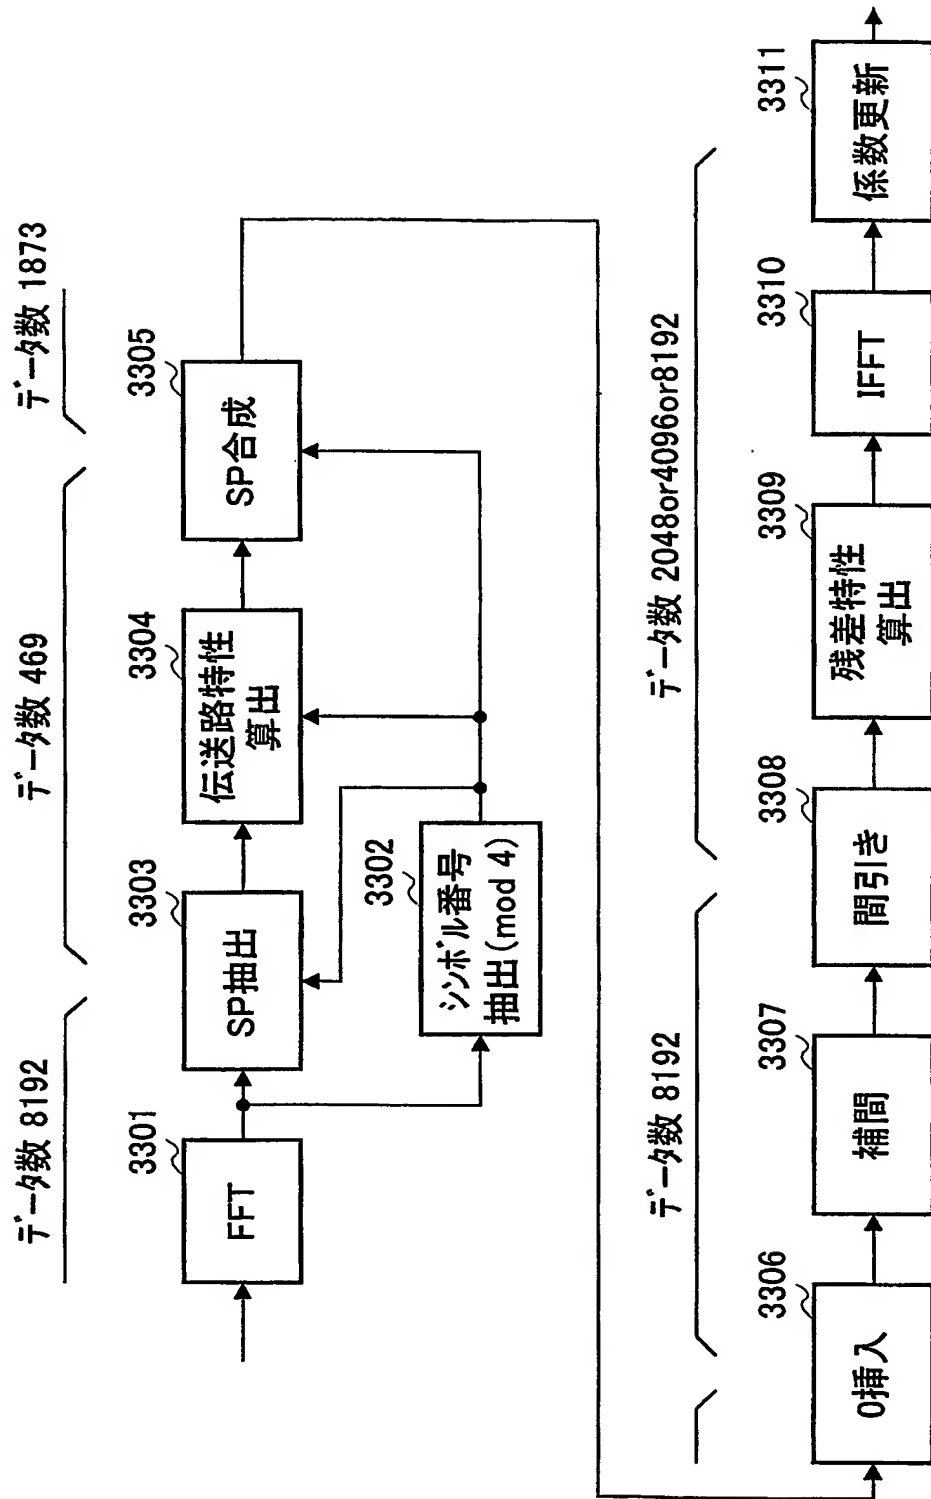 データ数 8192
データ数 469
データ数 1873
3301
FFT
3303
SP抽出
3304
伝送路特性
算出
3305
SP合成
3302
シンボル番号
抽出(mod 4)
データ数 8192
データ数 2048or4096or8192
3306
0挿入
3307
補間
3308
間引き
3309
残差特性
算出
3310
IFFT
3311
係数更新